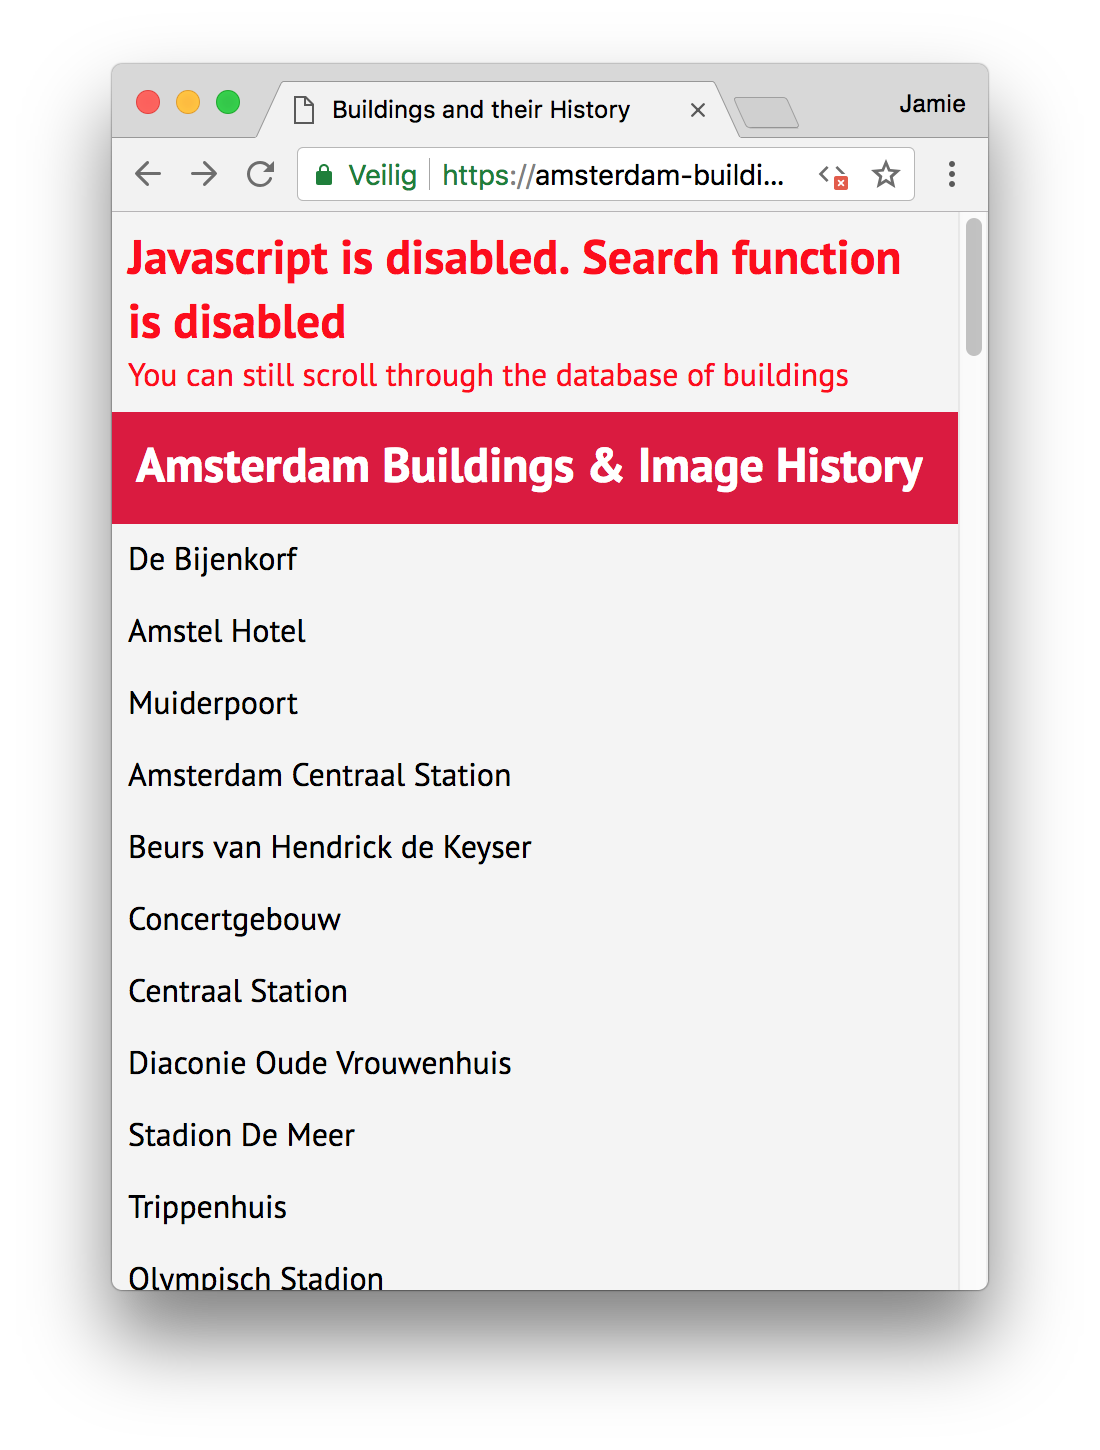 Buildings and their History
Jamie
Veilig https://amsterdam-buildi...
Javascript is disabled. Search function
is disabled
You can still scroll through the database of buildings
Amsterdam Buildings & Image History
De Bijenkorf
Amstel Hotel
Muiderpoort
Amsterdam Centraal Station
Beurs van Hendrick de Keyser
Concertgebouw
Centraal Station
Diaconie Oude Vrouwenhuis
Stadion De Meer
Trippenhuis
Olympisch Stadion